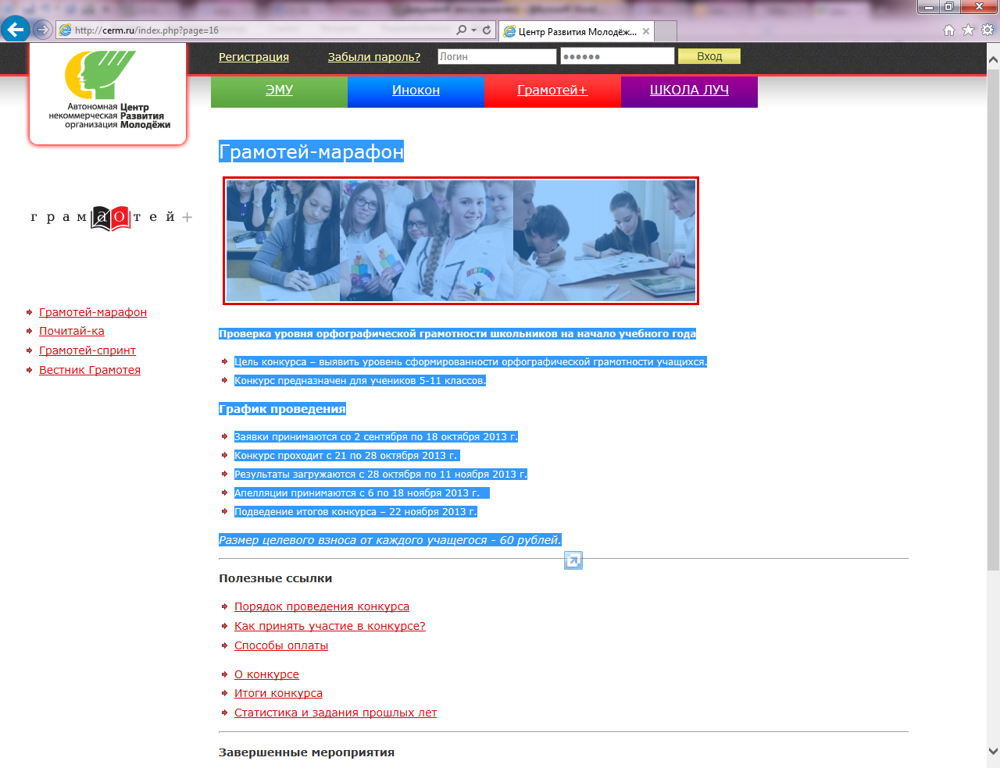 http://cerm.ru/index.php?page=16
Центр Развития Молодёж...
Регистрация
Забыли пароль?
Логин
Вход
Автономная Центр
некоммерческая Развития
организация Молодёжи
ЭМУ
Инокон
Грамотей+
ШКОЛА ЛУЧ
Грамотей-марафон
грамаотей+
Грамотей-марафон
Почитай-ка
Грамотей-спринт
Вестник Грамотея
Проверка уровня орфографической грамотности школьников на начало учебного года
Цель конкурса – выявить уровень сформированности орфографической грамотности учащихся.
Конкурс предназначен для учеников 5-11 классов.
График проведения
Заявки принимаются со 2 сентября по 18 октября 2013 г.
Конкурс проходит с 21 по 28 октября 2013 г.
Результаты загружаются с 28 октября по 11 ноября 2013 г.
Апелляции принимаются с 6 по 18 ноября 2013 г.
Подведение итогов конкурса – 22 ноября 2013 г.
Размер целевого взноса от каждого учащегося - 60 рублей.
Полезные ссылки
Порядок проведения конкурса
Как принять участие в конкурсе?
Способы оплаты
О конкурсе
Итоги конкурса
Статистика и задания прошлых лет
Завершенные мероприятия